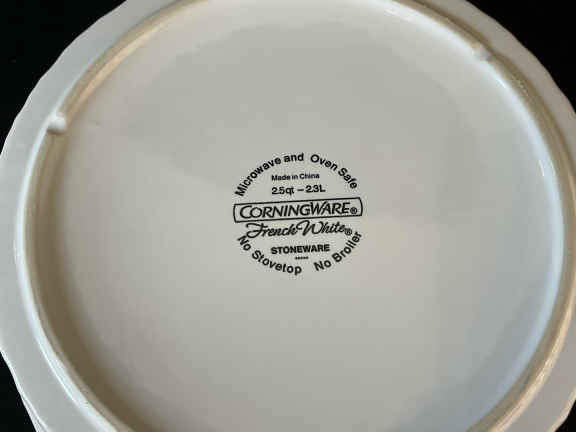 Microwave and Oven Safe
Made in China
2.5qt – 2.3L
CORNINGWARE®
French White®
STONEWARE
*****
No Stovetop No Broiler